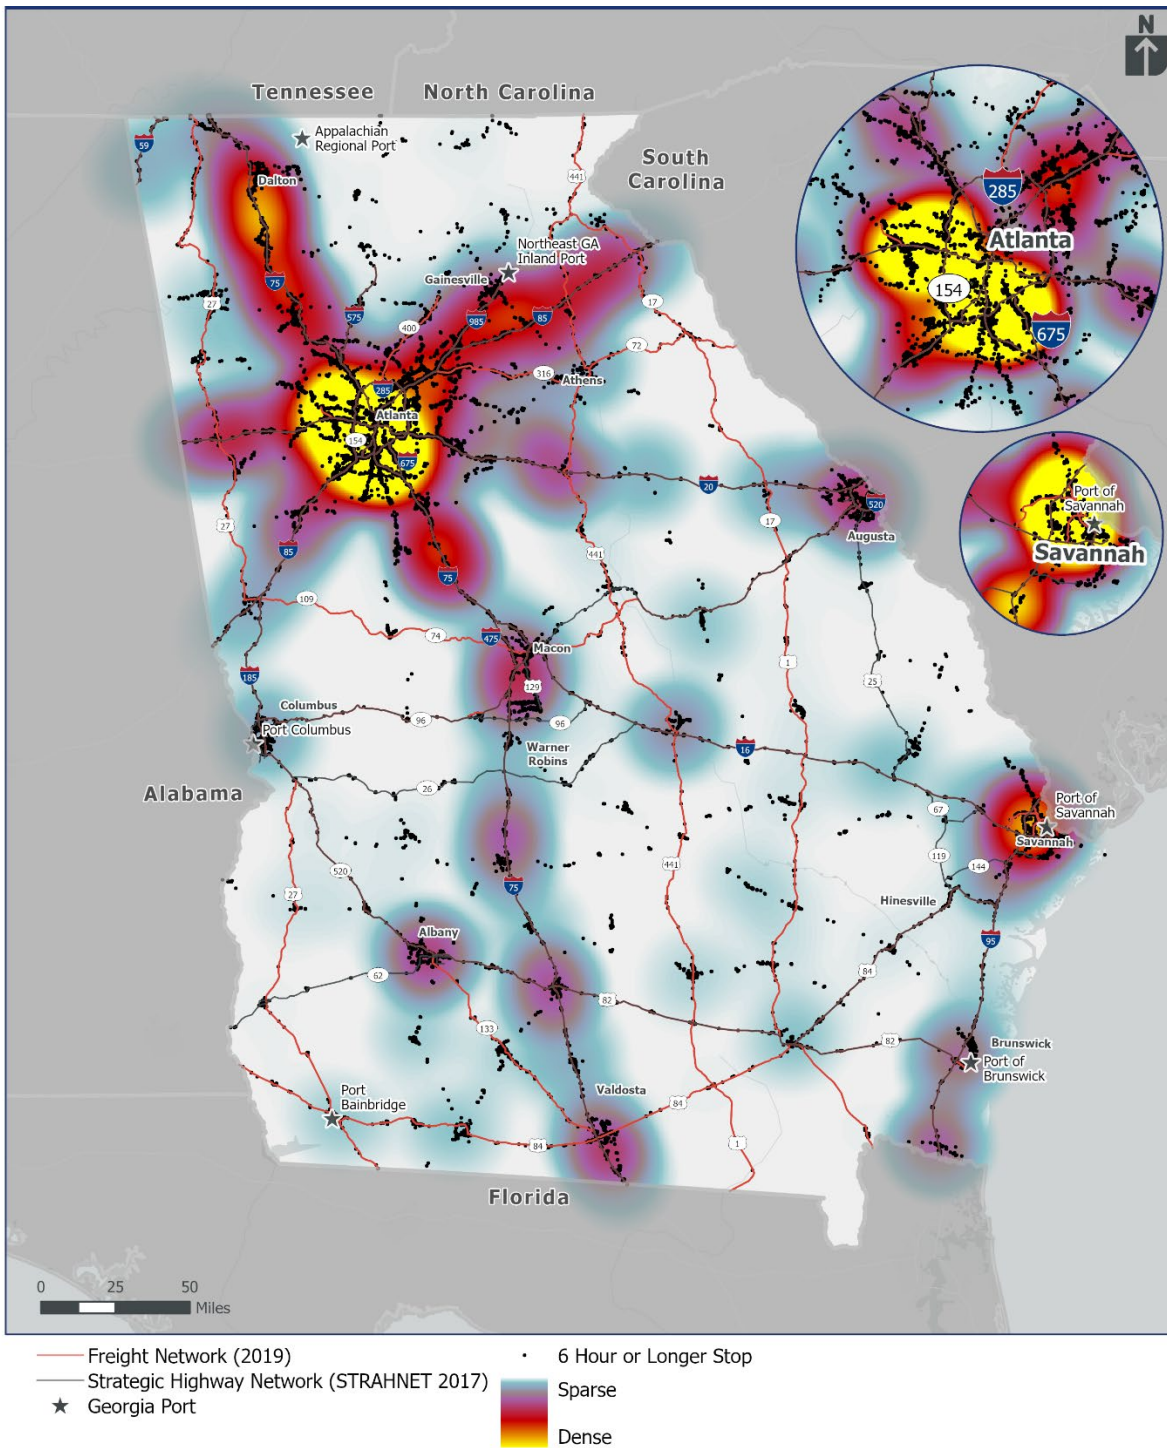 N
Tennessee
North Carolina
South
Carolina
Appalachian
Regional Port
59
Dalton
441
285
Atlanta
154
675
Northeast GA
Inland Port
Gainesville
75
27
575
400
985
85
17
72
316
Athens
285
Atlanta
154
675
Port of
Savannah
Savannah
20
520
Augusta
27
17
85
441
75
109
74
475
Macon
1
185
129
25
Columbus
Port Columbus
96
96
Warner
Robins
16
Alabama
26
67
Port of
Savannah
Savannah
119
144
520
441
27
75
Hinesville
Albany
95
62
84
82
133
82
Brunswick
Port of
Brunswick
Port
Bainbridge
Valdosta
84
84
1
Florida
0 25 50
Miles
Freight Network (2019)
Strategic Highway Network (STRAHNET 2017)
Georgia Port
6 Hour or Longer Stop
Sparse
Dense